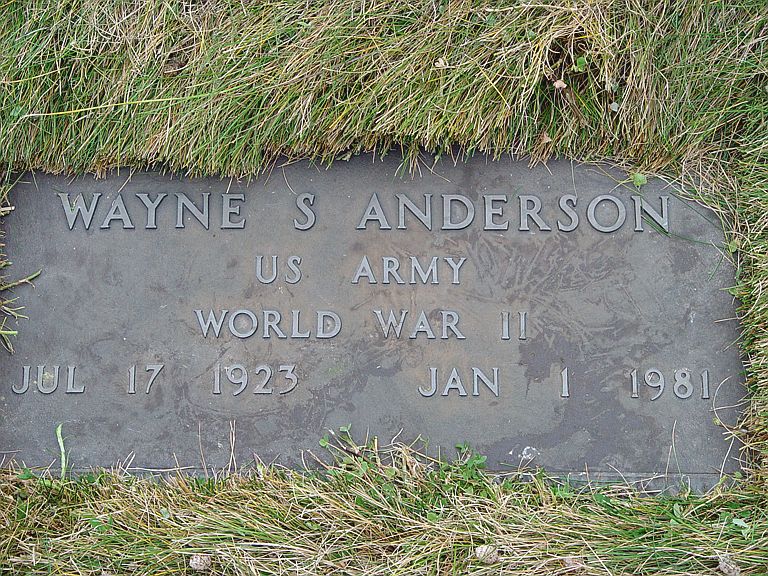 WAYNE S ANDERSON
US ARMY
WORLD WAR II
JUL 17 1923 JAN 1 1981